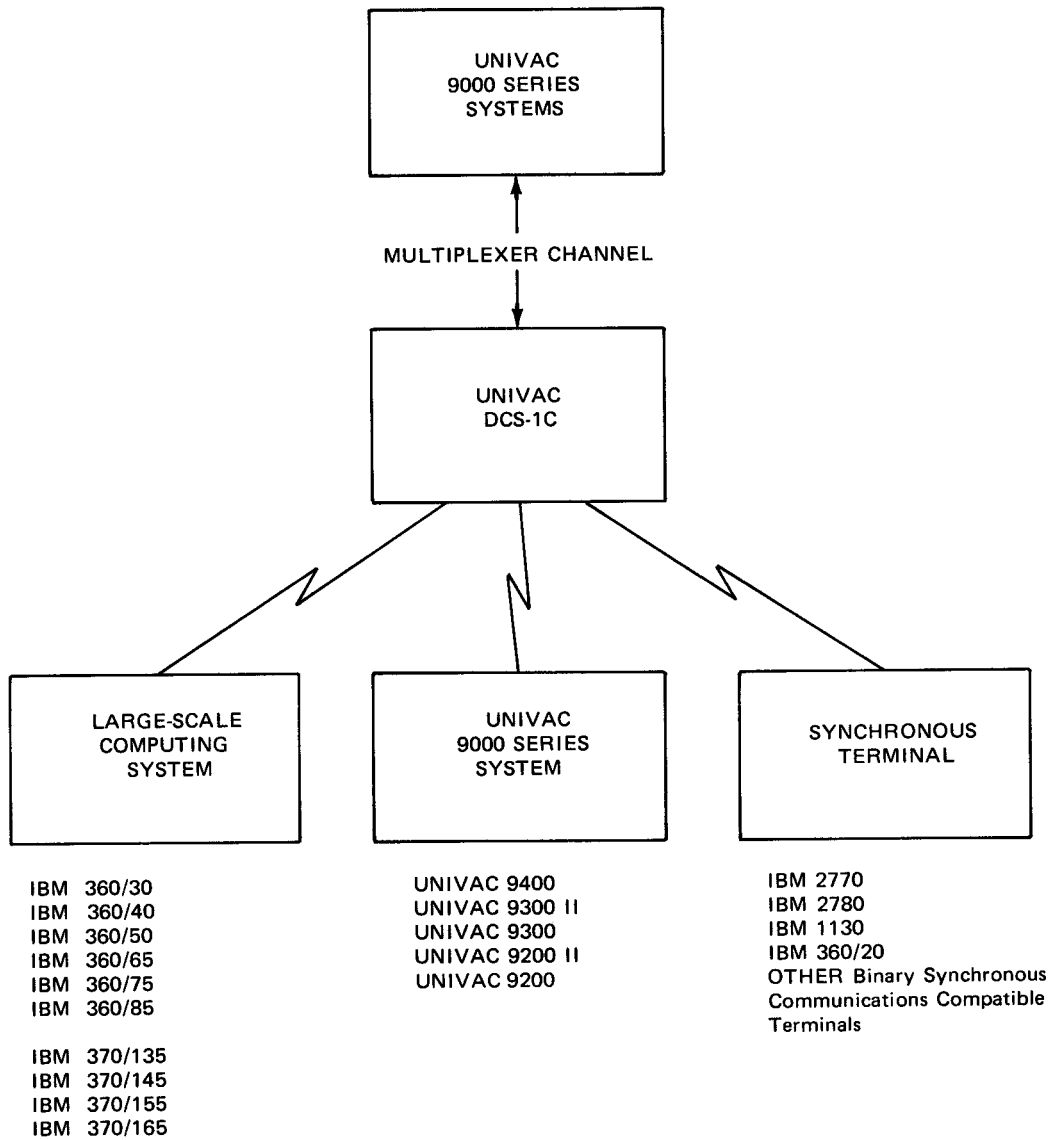 UNIVAC
9000 SERIES
SYSTEMS
MULTIPLEXER CHANNEL
UNIVAC
DCS-1C
LARGE-SCALE
COMPUTING
SYSTEM
UNIVAC
9000 SERIES
SYSTEM
SYNCHRONOUS
TERMINAL
IBM 360/30
IBM 360/40
IBM 360/50
IBM 360/65
IBM 360/75
IBM 360/85
IBM 370/135
IBM 370/145
IBM 370/155
IBM 370/165
UNIVAC 9400
UNIVAC 9300 II
UNIVAC 9300
UNIVAC 9200 II
UNIVAC 9200
IBM 2770
IBM 2780
IBM 1130
IBM 360/20
OTHER Binary Synchronous
Communications Compatible
Terminals